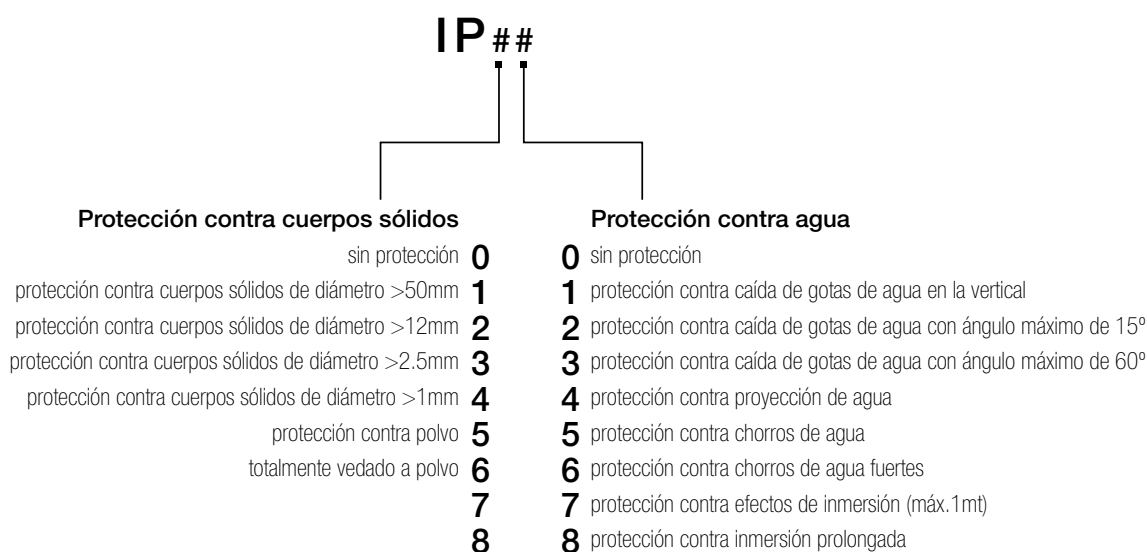 IP##
Protección contra cuerpos sólidos
sin protección 0
protección contra cuerpos sólidos de diámetro >50mm 1
protección contra cuerpos sólidos de diámetro >12mm 2
protección contra cuerpos sólidos de diámetro >2.5mm 3
protección contra cuerpos sólidos de diámetro >1mm 4
protección contra polvo 5
totalmente vedado a polvo 6
7
8
Protección contra agua
0 sin protección
1 protección contra caída de gotas de agua en la vertical
2 protección contra caída de gotas de agua con ángulo máximo de 15º
3 protección contra caída de gotas de agua con ángulo máximo de 60º
4 protección contra proyección de agua
5 protección contra chorros de agua
6 protección contra chorros de agua fuertes
7 protección contra efectos de inmersión (máx.1mt)
8 protección contra inmersión prolongada